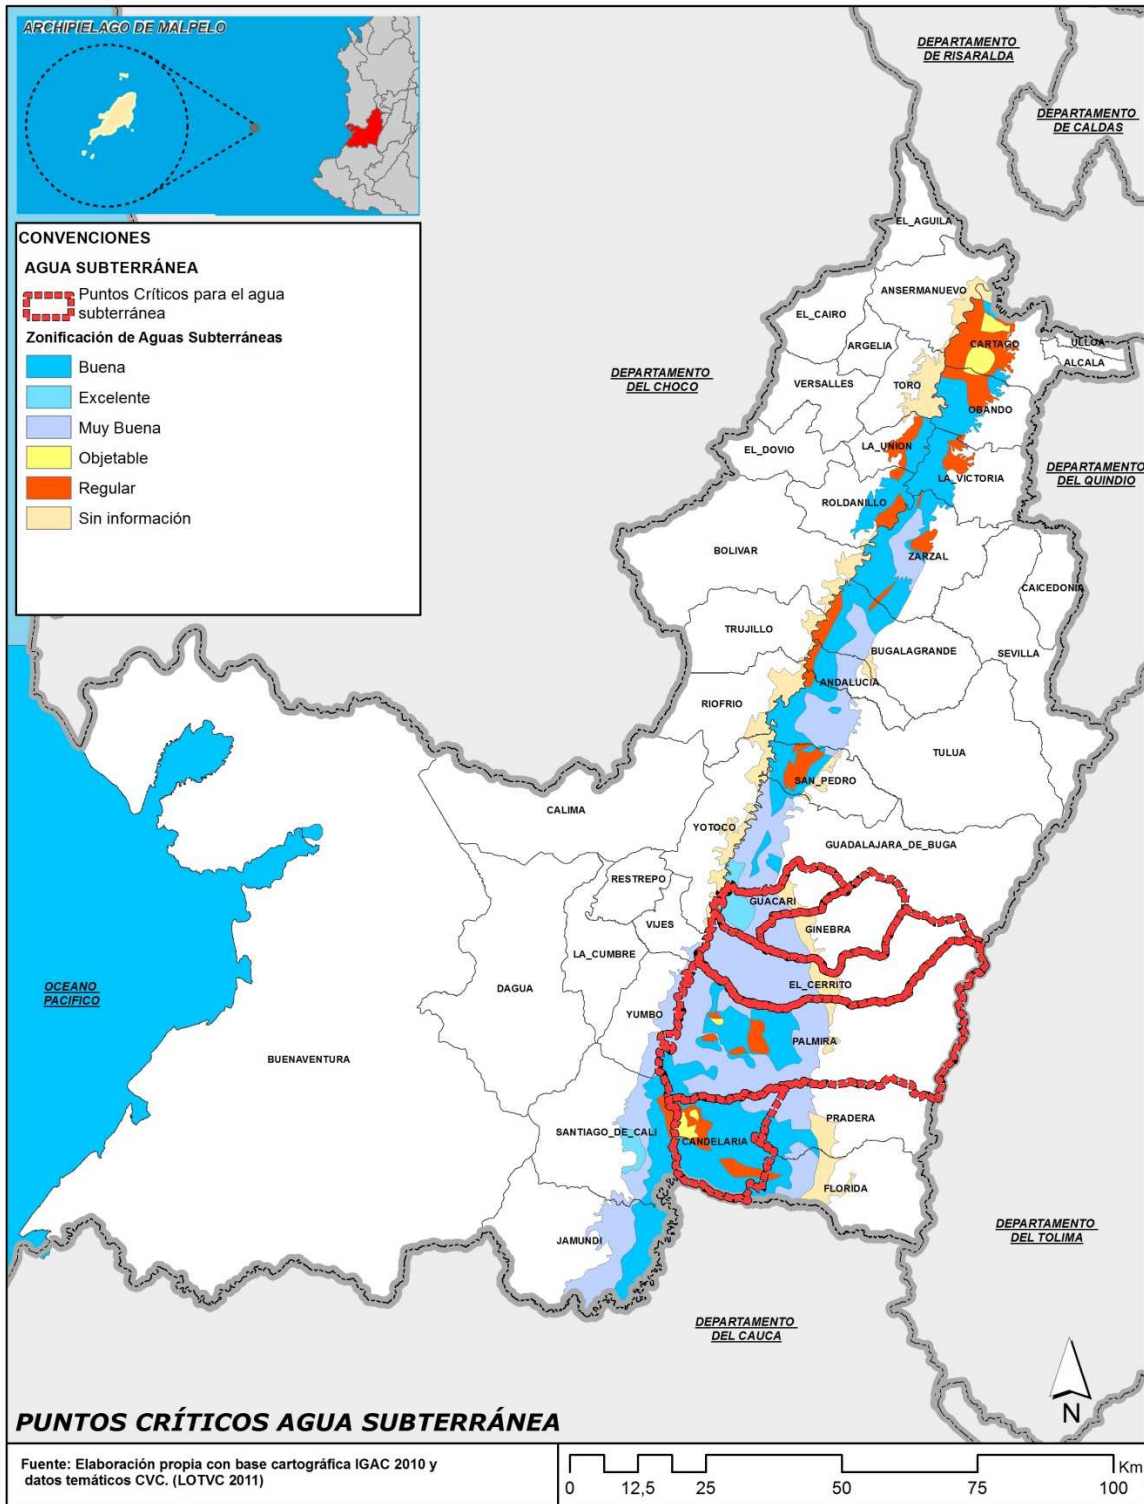 ARCHIPIELAGO DE MALPELO
DEPARTAMENTO
DE RISARALDA
DEPARTAMENTO
DE CALDAS
CONVENCIONES
AGUA SUBTERRÁNEA
Puntos Críticos para el agua
subterránea
Zonificación de Aguas Subterráneas
Buena
Excelente
Muy Buena
Objetable
Regular
Sin información
EL_AGUILA
ANSERMANUEVO
EL_CAIRO
ARGELIA
CARTAGO
ULLOA
ALCALA
DEPARTAMENTO
DEL CHOCO
VERSALLES
TORO
OBANDO
EL_DOVIO
LA_UNION
LA_VICTORIA
DEPARTAMENTO
DEL QUINDIO
ROLDANILLO
BOLIVAR
ZARZAL
CAICEDONIA
TRUJILLO
BUGALAGRANDE
SEVILLA
ANDALUCIA
RIOFRIO
TULUA
SAN_PEDRO
CALIMA
YOTOCO
GUADALAJARA_DE_BUGA
RESTREPO
GUACARI
VIJES
GINEBRA
LA_CUMBRE
OCEANO
PACIFICO
DAGUA
EL_CERRITO
YUMBO
PALMIRA
BUENAVENTURA
PRADERA
SANTIAGO_DE_CALI
CANDELARIA
FLORIDA
JAMUNDI
DEPARTAMENTO
DEL TOLIMA
DEPARTAMENTO
DEL CAUCA
N
PUNTOS CRÍTICOS AGUA SUBTERRÁNEA
Fuente: Elaboración propia con base cartográfica IGAC 2010 y
datos temáticos CVC. (LOTVC 2011)
Km
0 12,5 25 50 75 100